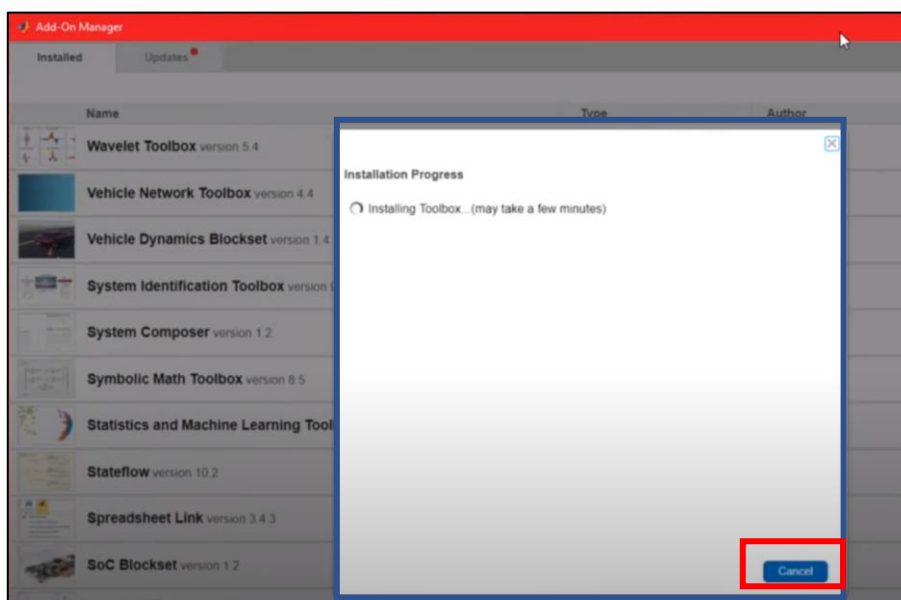 Add-On Manager
Installed Updates
Name Type Author
Wavelet Toolbox version 5.4
Vehicle Network Toolbox version 4.4
Vehicle Dynamics Blockset version 1.4
System Identification Toolbox version
System Composer version 1.2
Symbolic Math Toolbox version 8.5
Statistics and Machine Learning Tool
Stateflow version 10.2
Spreadsheet Link version 3.4.3
SoC Blockset version 1.2
Installation Progress
Installing Toolbox...(may take a few minutes)
Cancel